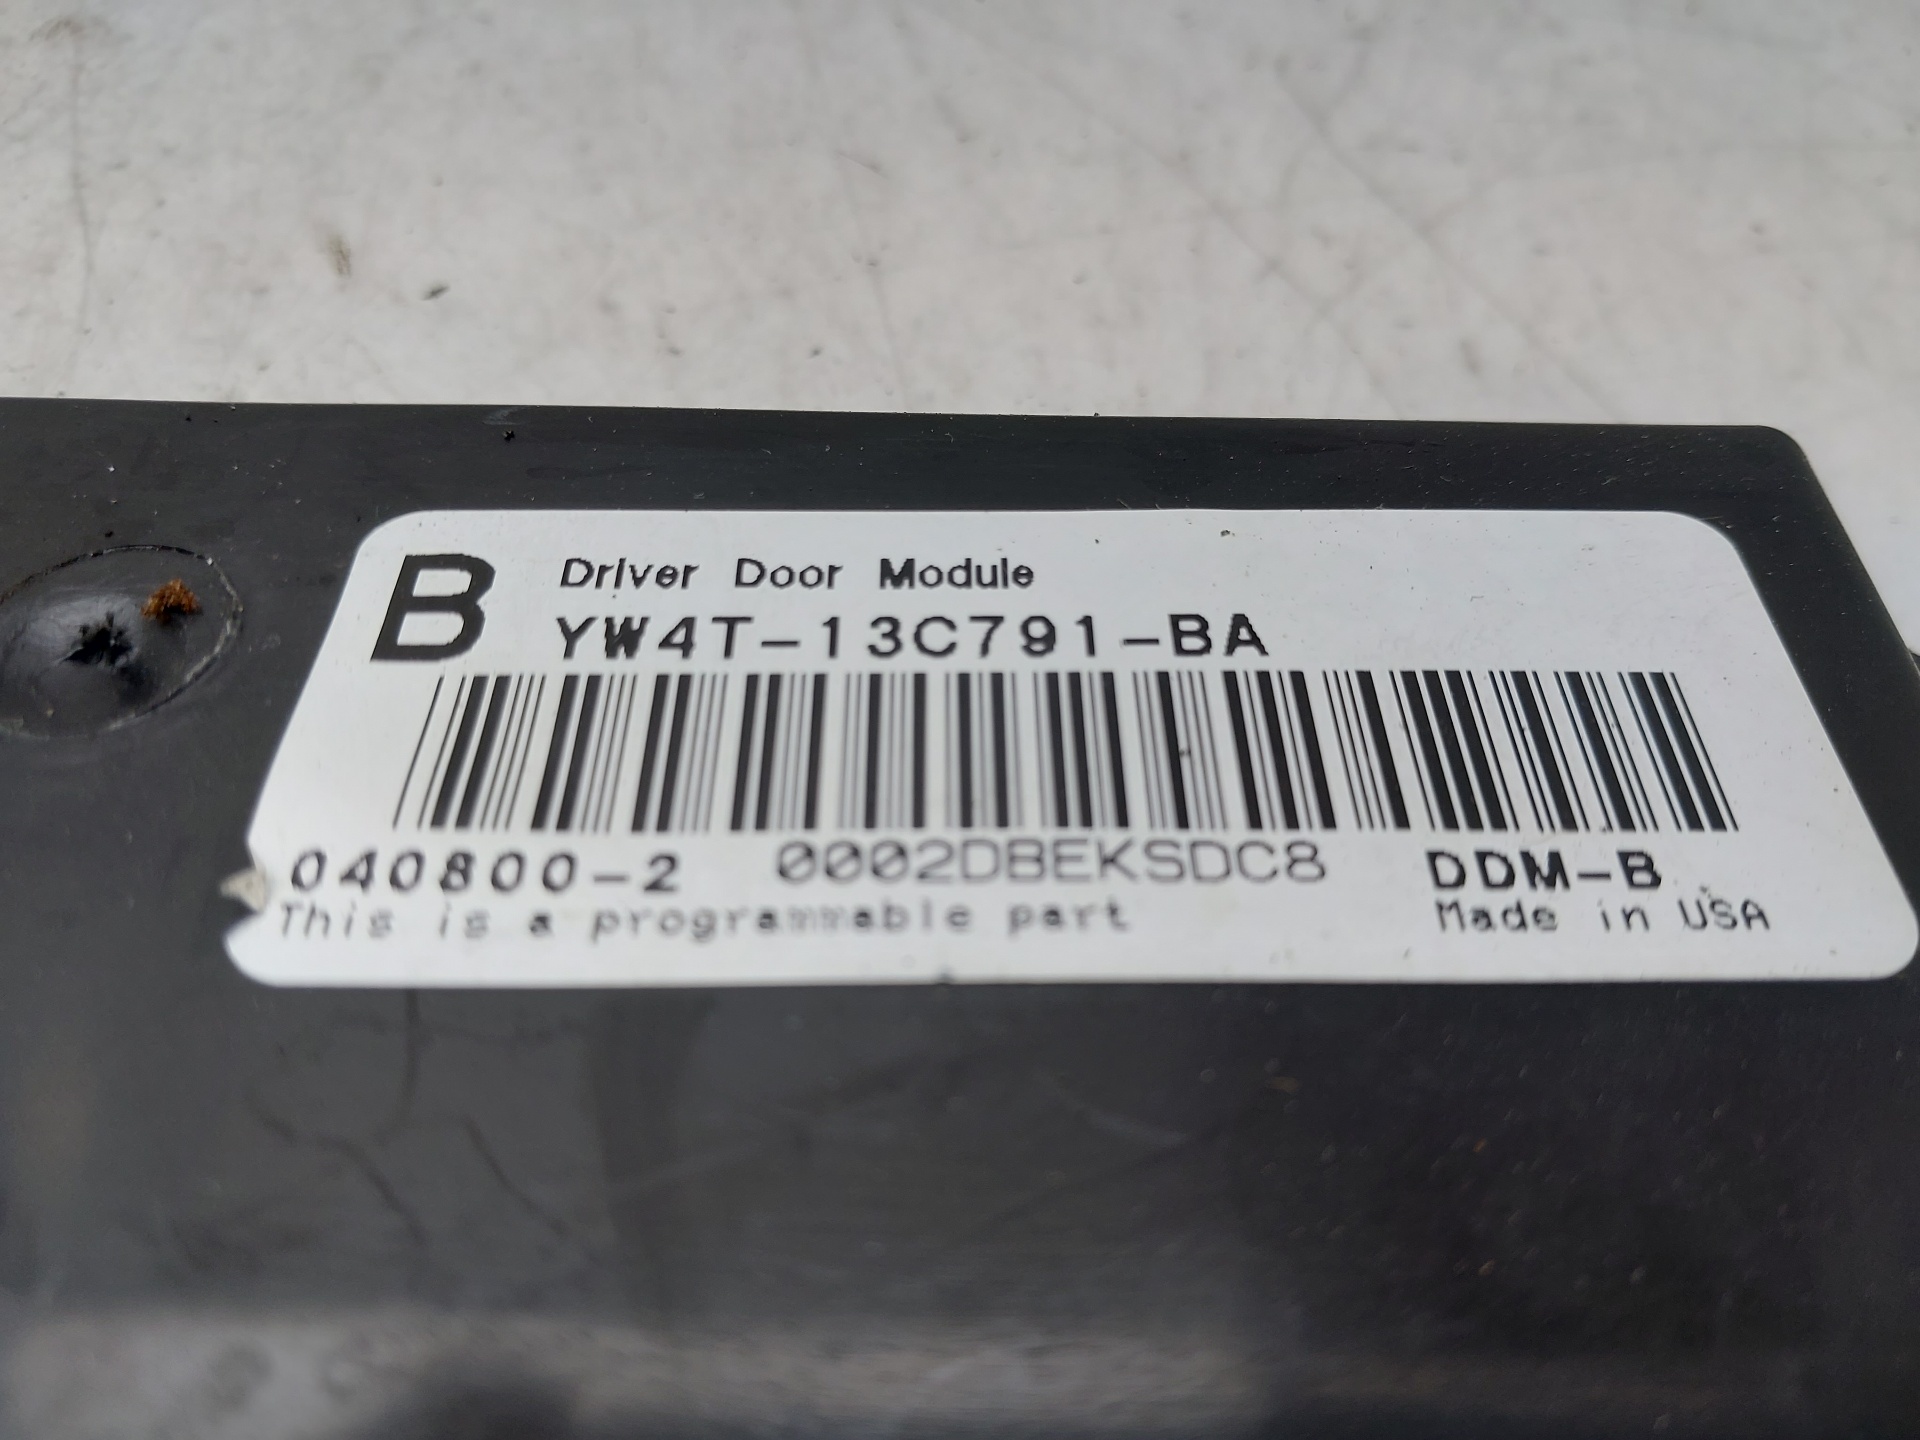 B Driver Door Module
YW4T-13C791-BA
040800-2 0002DBEKSDC8 DDM-B
This is a programmable part Made in USA